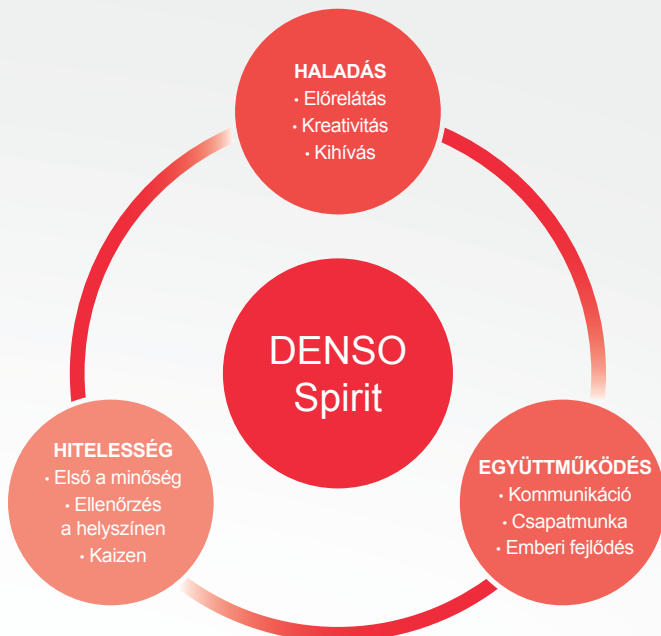 HALADÁS
• Előrelátás
• Kreativitás
• Kihívás
DENSO
Spirit
HITELESSÉG
• Első a minőség
• Ellenőrzés
a helyszínen
• Kaizen
EGYÜTTMŰKÖDÉS
• Kommunikáció
• Csapatmunka
• Emberi fejlődés